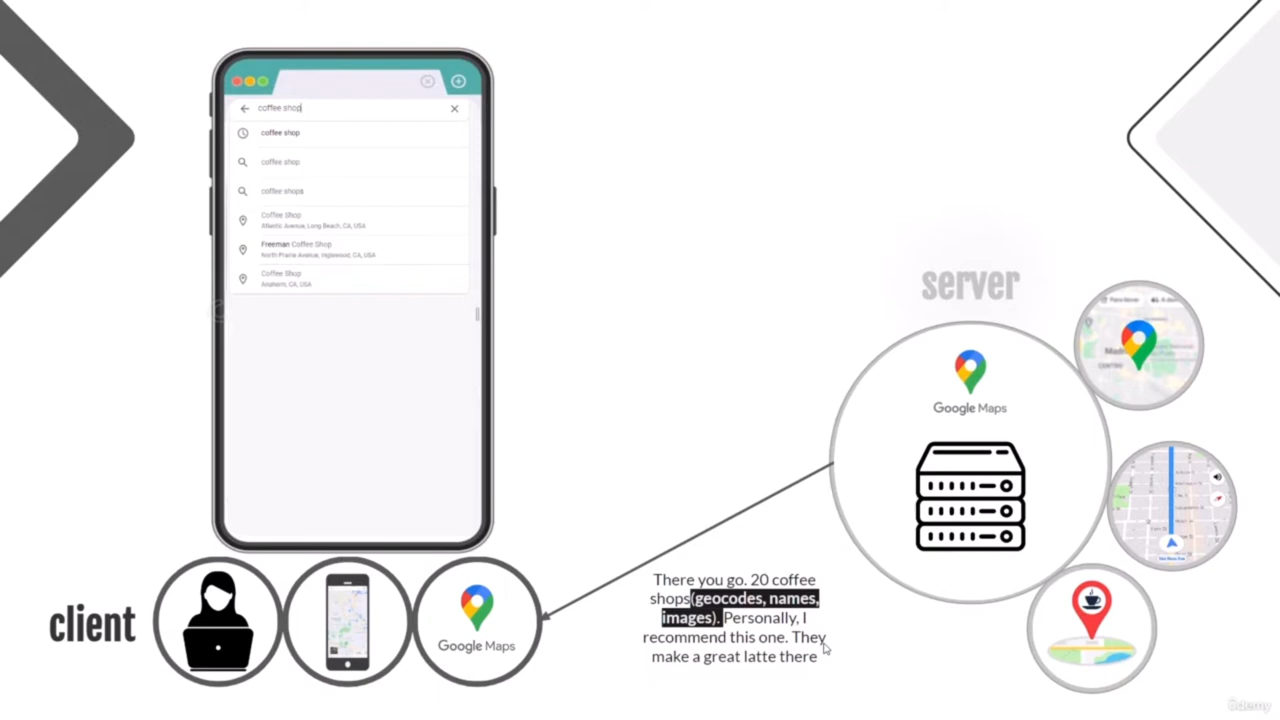 coffee shop
coffee shop
coffee shop
coffee shops
Coffee Shop
Atlantic Avenue, Long Beach, CA, USA
Freeman Coffee Shop
North Prairie Avenue, Inglewood, CA, USA
Coffee Shop
Anaheim, CA, USA
server
Google Maps
client
Google Maps
There you go. 20 coffee
shops(geocodes, names,
images). Personally, I
recommend this one. They
make a great latte there
CENTRO
ûdemy